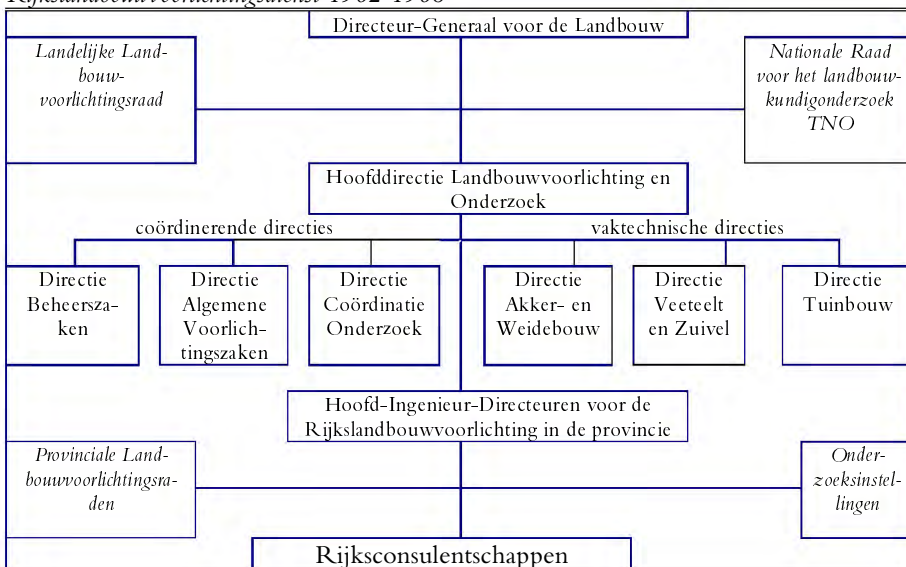 Rijkslandbouwvoorlichtingsdienst 1962-1968
Directeur-Generaal voor de Landbouw
Landelijke Land-
bouw-
voorlichtingsraad
Nationale Raad
voor het landbouw-
kundigonderzoek
TNO
Hoofddirectie Landbouwvoorlichting en
Onderzoek
coördinerende directies
vaktechnische directies
Directie
Beheersza-
ken
Directie
Algemene
Voorlich-
tingszaken
Directie
Coördinatie
Onderzoek
Directie
Akker- en
Weidebouw
Directie
Veeteelt
en Zuivel
Directie
Tuinbouw
Hoofd-Ingenieur-Directeuren voor de
Rijkslandbouwvoorlichting in de provincie
Provinciale Land-
bouwvoorlichtingsra-
den
Onder-
zoeksinstel-
lingen
Rijksconsulentschappen